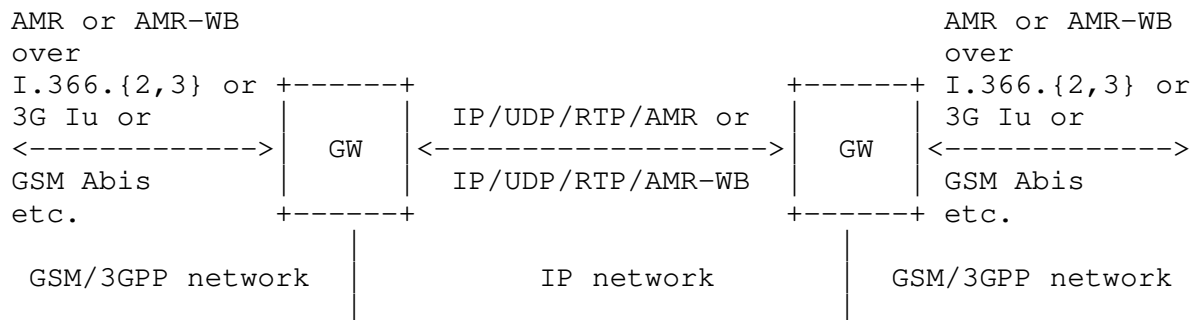 AMR or AMR-WB                                        AMR or AMR-WB
over                                                 over
I.366.{2,3} or +------+                      +------+ I.366.{2,3} or
3G Iu or       |      |  IP/UDP/RTP/AMR or   |      | 3G Iu or
<------------->|  GW  |<-------------------->|  GW  |<------------->
GSM Abis       |      |  IP/UDP/RTP/AMR-WB   |      | GSM Abis
etc.           +------+                      +------+ etc.
GSM/3GPP network | IP network | GSM/3GPP network